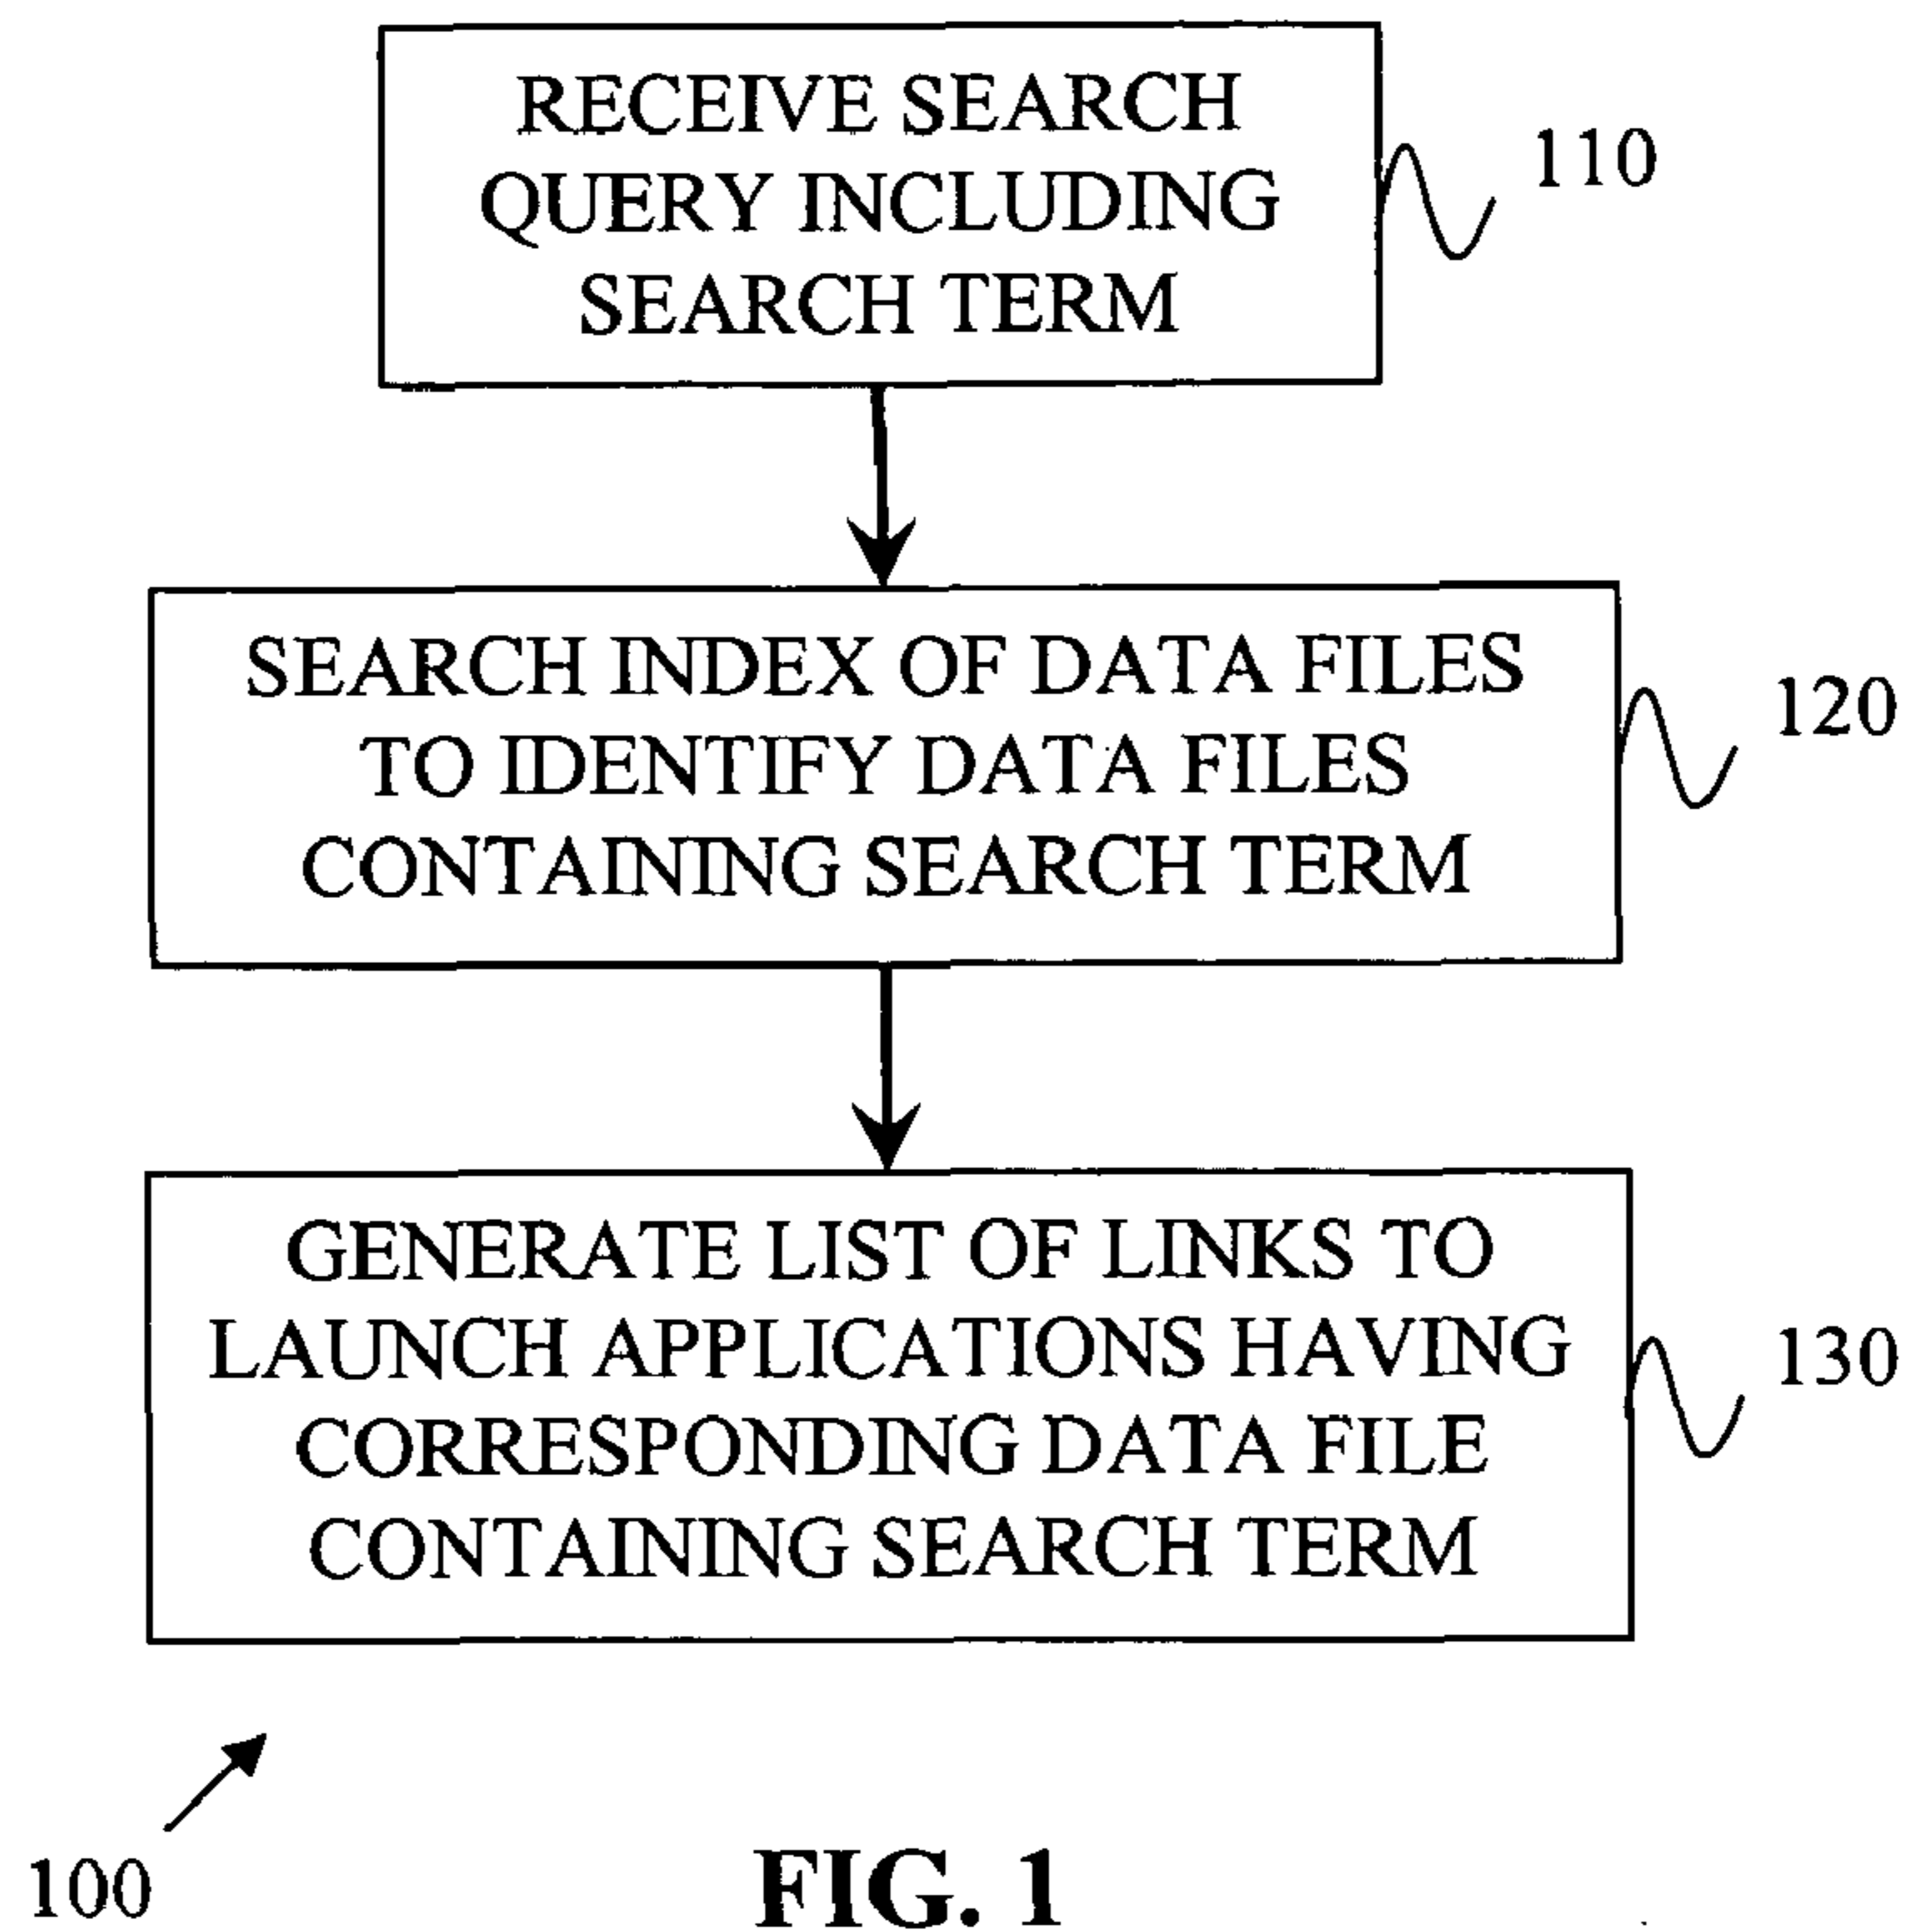 RECEIVE SEARCH
QUERY INCLUDING
SEARCH TERM
110
SEARCH INDEX OF DATA FILES
TO IDENTIFY DATA FILES
CONTAINING SEARCH TERM
120
GENERATE LIST OF LINKS TO
LAUNCH APPLICATIONS HAVING
CORRESPONDING DATA FILE
CONTAINING SEARCH TERM
130
100
FIG. 1